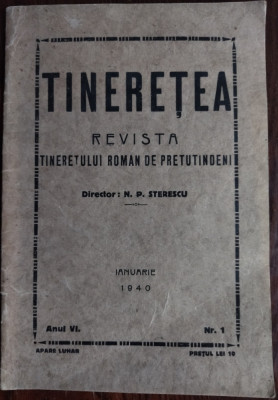 TINEREȚEA
REVISTA
TINERETULUI ROMAN DE PRETUTINDENI
Director: N. P. STERESCU
IANUARIE
1940
Anul VI. Nr. 1
APARE LUNAR PREȚUL LEI 10